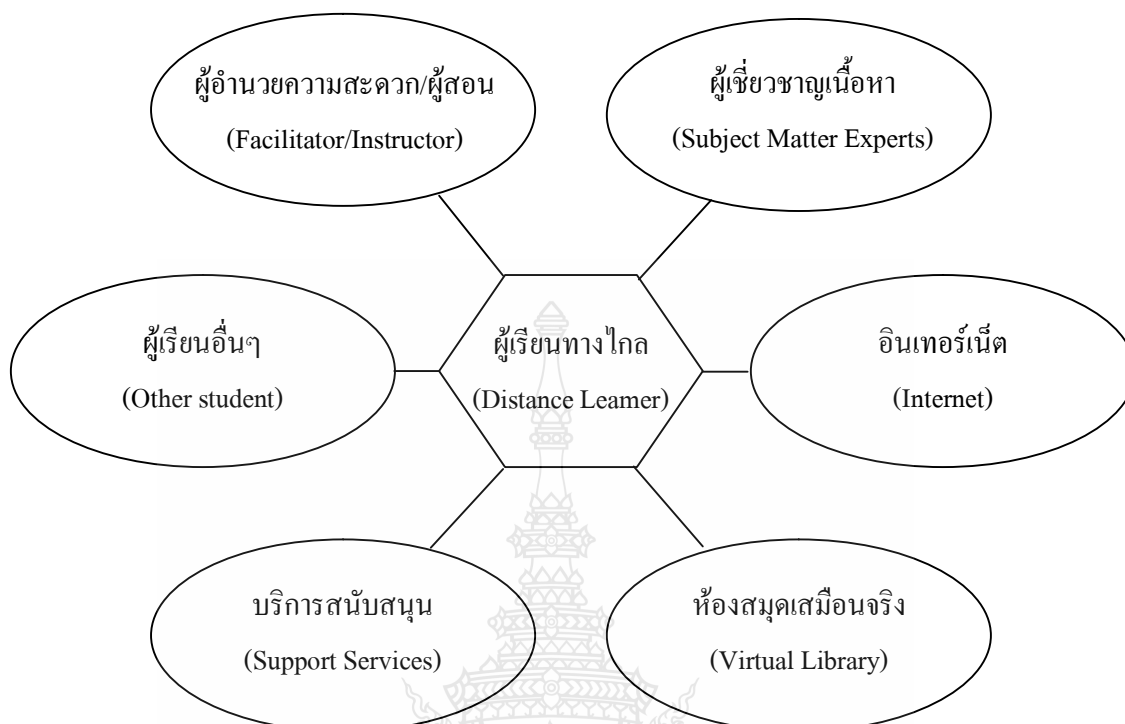 ผู้อำนวยความสะดวก/ผู้สอน
(Facilitator/Instructor)
ผู้เชี่ยวชาญเนื้อหา
(Subject Matter Experts)
ผู้เรียนอื่นๆ
(Other student)
ผู้เรียนทางไกล
(Distance Leamer)
อินเทอร์เน็ต
(Internet)
บริการสนับสนุน
(Support Services)
ห้องสมุดเสมือนจริง
(Virtual Library)